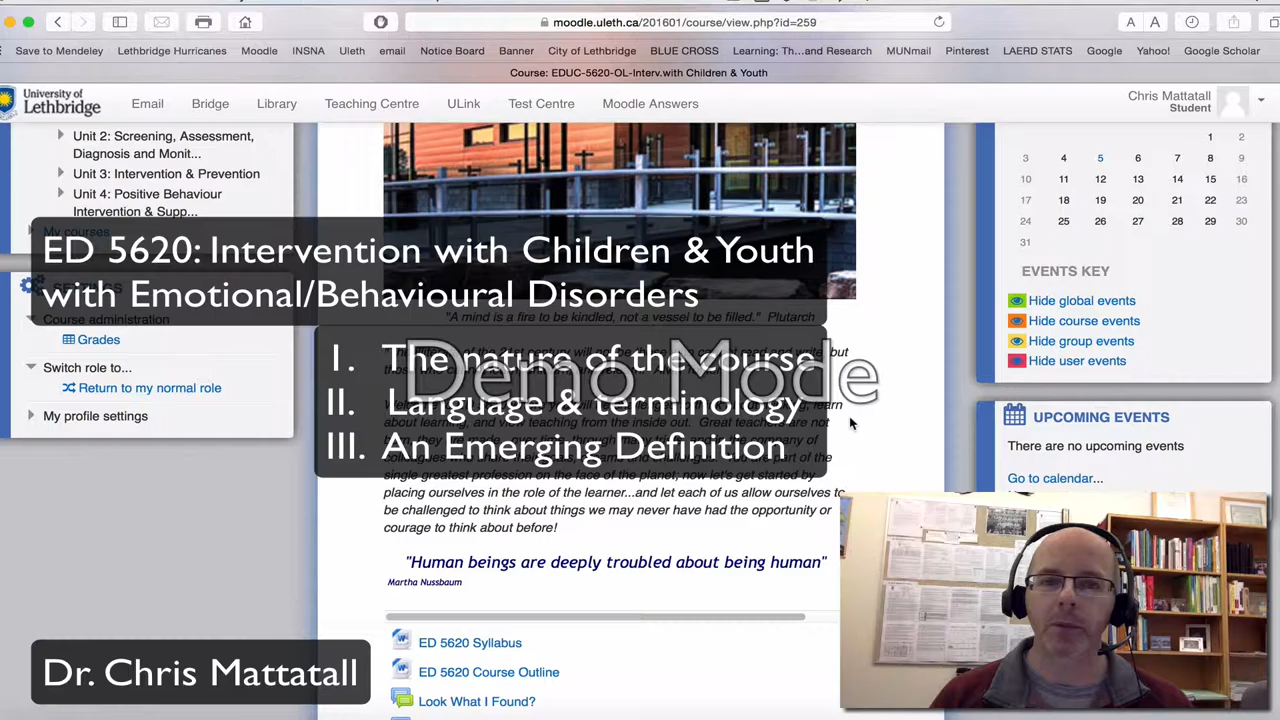 moodle.uleth.ca/201601/course/view.php?id=259
A A
Save to Mendeley Lethbridge Hurricanes Moodle INSNA Uleth email Notice Board Banner City of Lethbridge BLUE CROSS Learning: Th...and Research MUNmail Pinterest LAERD STATS Google Yahoo! Google Scholar
Course: EDUC-5620-OL-Interv.with Children & Youth
University of
Lethbridge
Email Bridge Library Teaching Centre ULink Test Centre Moodle Answers
Chris Mattatall
Student
Unit 2: Screening, Assessment,
Diagnosis and Monit...
Unit 3: Intervention & Prevention
Unit 4: Positive Behaviour
Intervention & Supp...
My courses
ED 5620: Intervention with Children & Youth
with Emotional/Behavioural Disorders
Course administration
Grades
Switch role to...
Return to my normal role
My profile settings
"A mind is a fire to be kindled, not a vessel to be filled." Plutarch
I. The nature of the course
II. Language & terminology
III. An Emerging Definition
Demo Mode
single greatest profession on the face of the planet; now let's get started by
placing ourselves in the role of the learner...and let each of us allow ourselves to
be challenged to think about things we may never have had the opportunity or
courage to think about before!
"Human beings are deeply troubled about being human"
Martha Nussbaum
ED 5620 Syllabus
ED 5620 Course Outline
Look What I Found?
Dr. Chris Mattatall
1 2
3 4 5 6 7 8 9
10 11 12 13 14 15 16
17 18 19 20 21 22 23
24 25 26 27 28 29 30
31
EVENTS KEY
Hide global events
Hide course events
Hide group events
Hide user events
UPCOMING EVENTS
There are no upcoming events
Go to calendar...